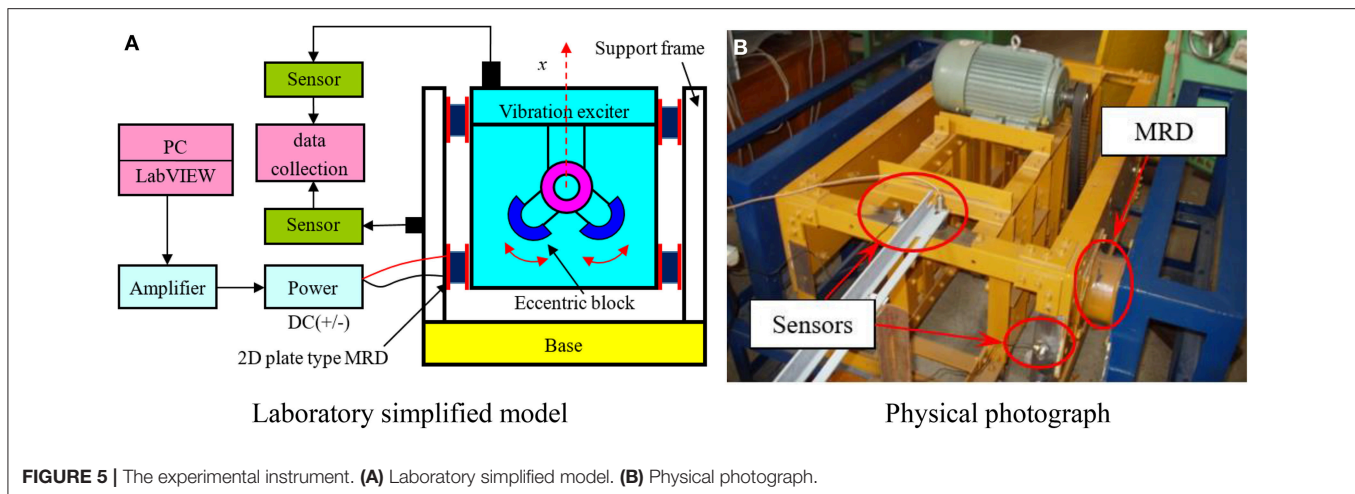 A
x
Support frame
Sensor
Vibration exciter
PC
LabVIEW
data
collection
Sensor
Amplifier
Power
DC(+/-)
Eccentric block
2D plate type MRD
Base
Laboratory simplified model
B
MRD
Sensors
Physical photograph
FIGURE 5 | The experimental instrument. (A) Laboratory simplified model. (B) Physical photograph.